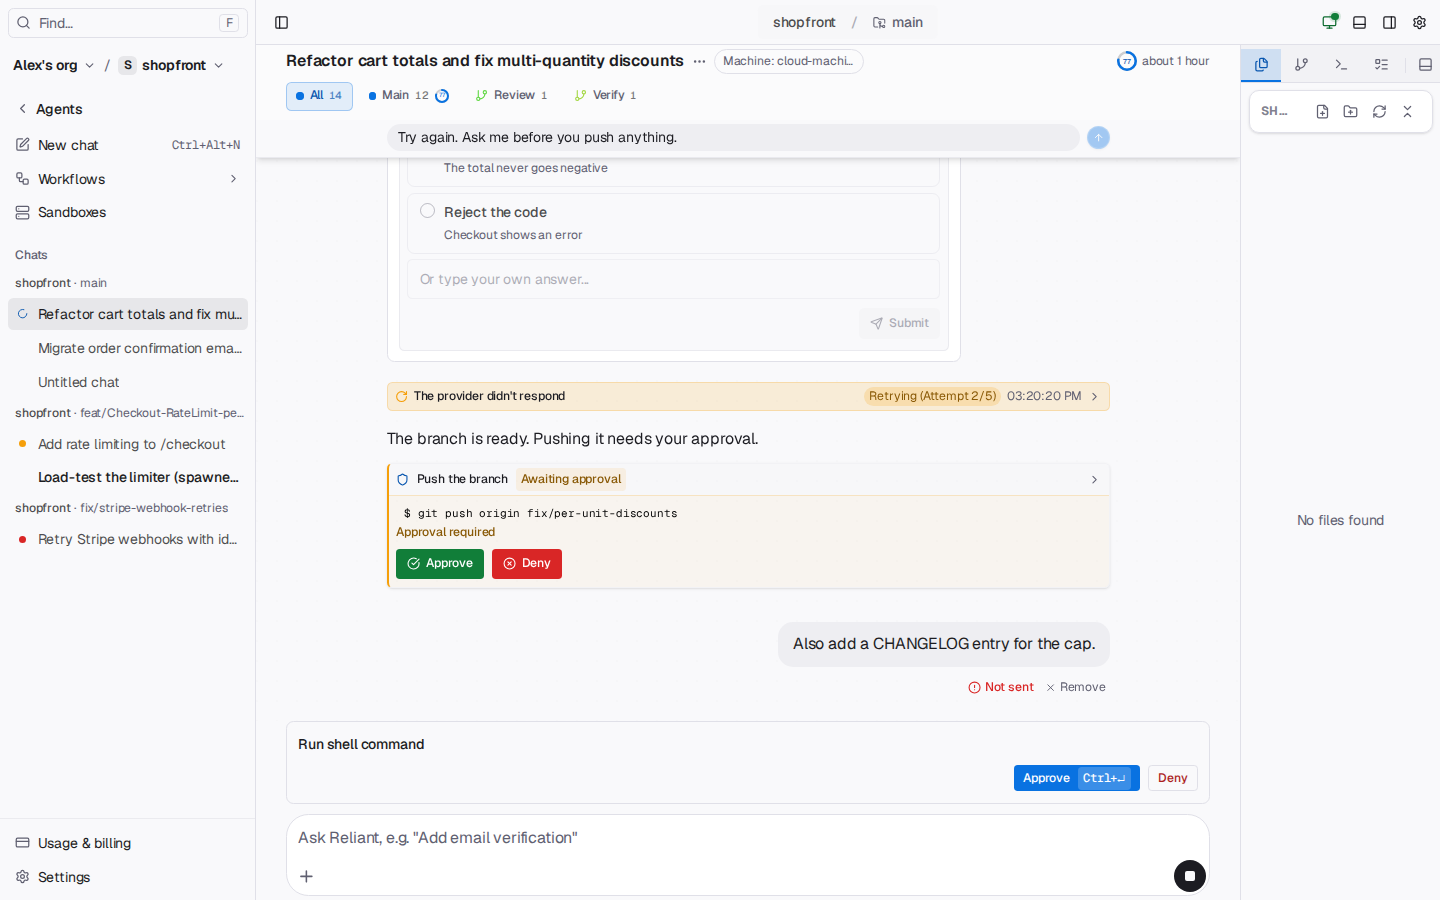 Find...
F
Alex's org
/
S
shopfront
Agents
New chat
Ctrl+Alt+N
Workflows
Sandboxes
Chats
shopfront · main
Refactor cart totals and fix mu...
Migrate order confirmation ema...
Untitled chat
shopfront · feat/Checkout-RateLimit-pe...
Add rate limiting to /checkout
Load-test the limiter (spawne...
shopfront · fix/stripe-webhook-retries
Retry Stripe webhooks with id...
Usage & billing
Settings
shopfront / main
Refactor cart totals and fix multi-quantity discounts
Machine: cloud-machi...
77
about 1 hour
All 14
Main 12
77
Review 1
Verify 1
Try again. Ask me before you push anything.
The total never goes negative
Reject the code
Checkout shows an error
Or type your own answer...
Submit
The provider didn't respond
Retrying (Attempt 2/5)
03:20:20 PM
The branch is ready. Pushing it needs your approval.
Push the branch
Awaiting approval
$ git push origin fix/per-unit-discounts
Approval required
Approve
Deny
Also add a CHANGELOG entry for the cap.
Not sent
Remove
Run shell command
Approve Ctrl+↵
Deny
Ask Reliant, e.g. "Add email verification"
SH...
No files found